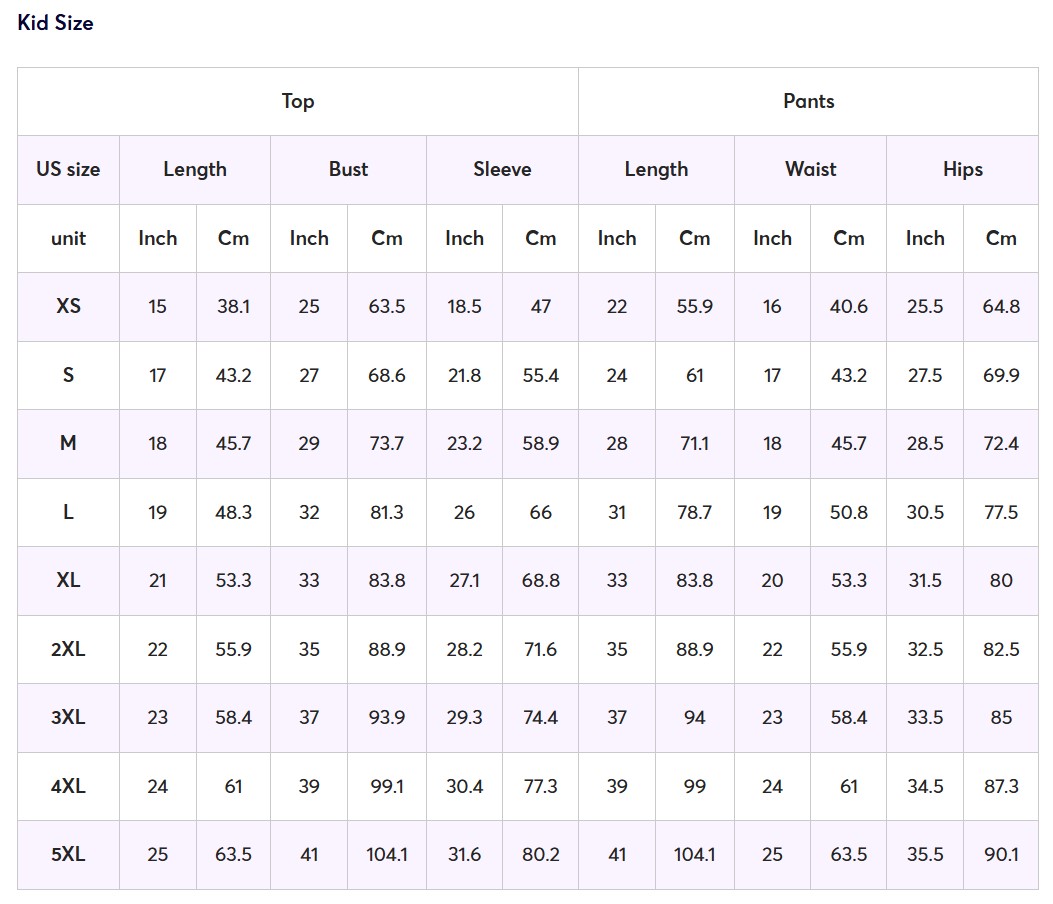 Kid Size
Top Pants
US size Length Bust Sleeve Length Waist Hips
unit Inch Cm Inch Cm Inch Cm Inch Cm Inch Cm Inch Cm
XS 15 38.1 25 63.5 18.5 47 22 55.9 16 40.6 25.5 64.8
S 17 43.2 27 68.6 21.8 55.4 24 61 17 43.2 27.5 69.9
M 18 45.7 29 73.7 23.2 58.9 28 71.1 18 45.7 28.5 72.4
L 19 48.3 32 81.3 26 66 31 78.7 19 50.8 30.5 77.5
XL 21 53.3 33 83.8 27.1 68.8 33 83.8 20 53.3 31.5 80
2XL 22 55.9 35 88.9 28.2 71.6 35 88.9 22 55.9 32.5 82.5
3XL 23 58.4 37 93.9 29.3 74.4 37 94 23 58.4 33.5 85
4XL 24 61 39 99.1 30.4 77.3 39 99 24 61 34.5 87.3
5XL 25 63.5 41 104.1 31.6 80.2 41 104.1 25 63.5 35.5 90.1